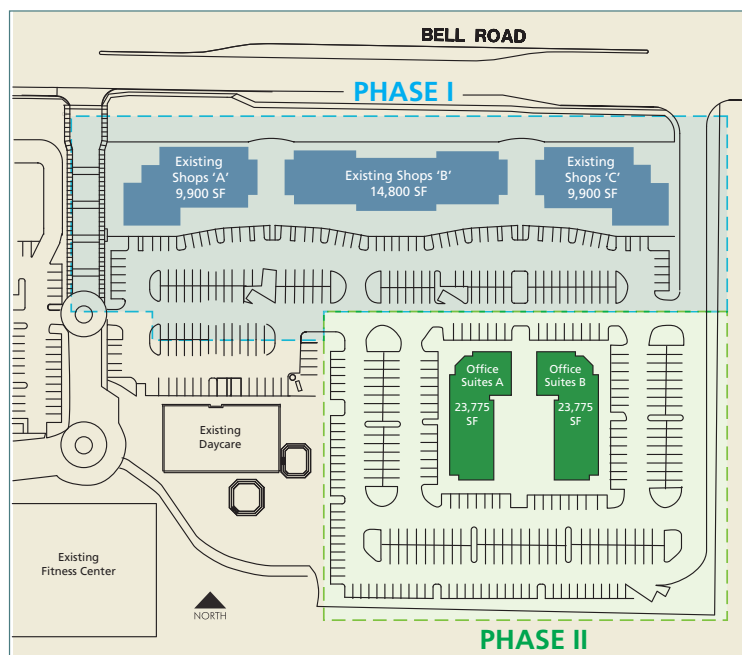 BELL ROAD
PHASE I
Existing
Shops ‘A’
9,900 SF
Existing Shops ‘B’
14,800 SF
Existing
Shops ‘C’
9,900 SF
Office
Suites A
23,775
SF
Office
Suites B
23,775
SF
Existing
Daycare
Existing
Fitness Center
NORTH
PHASE II